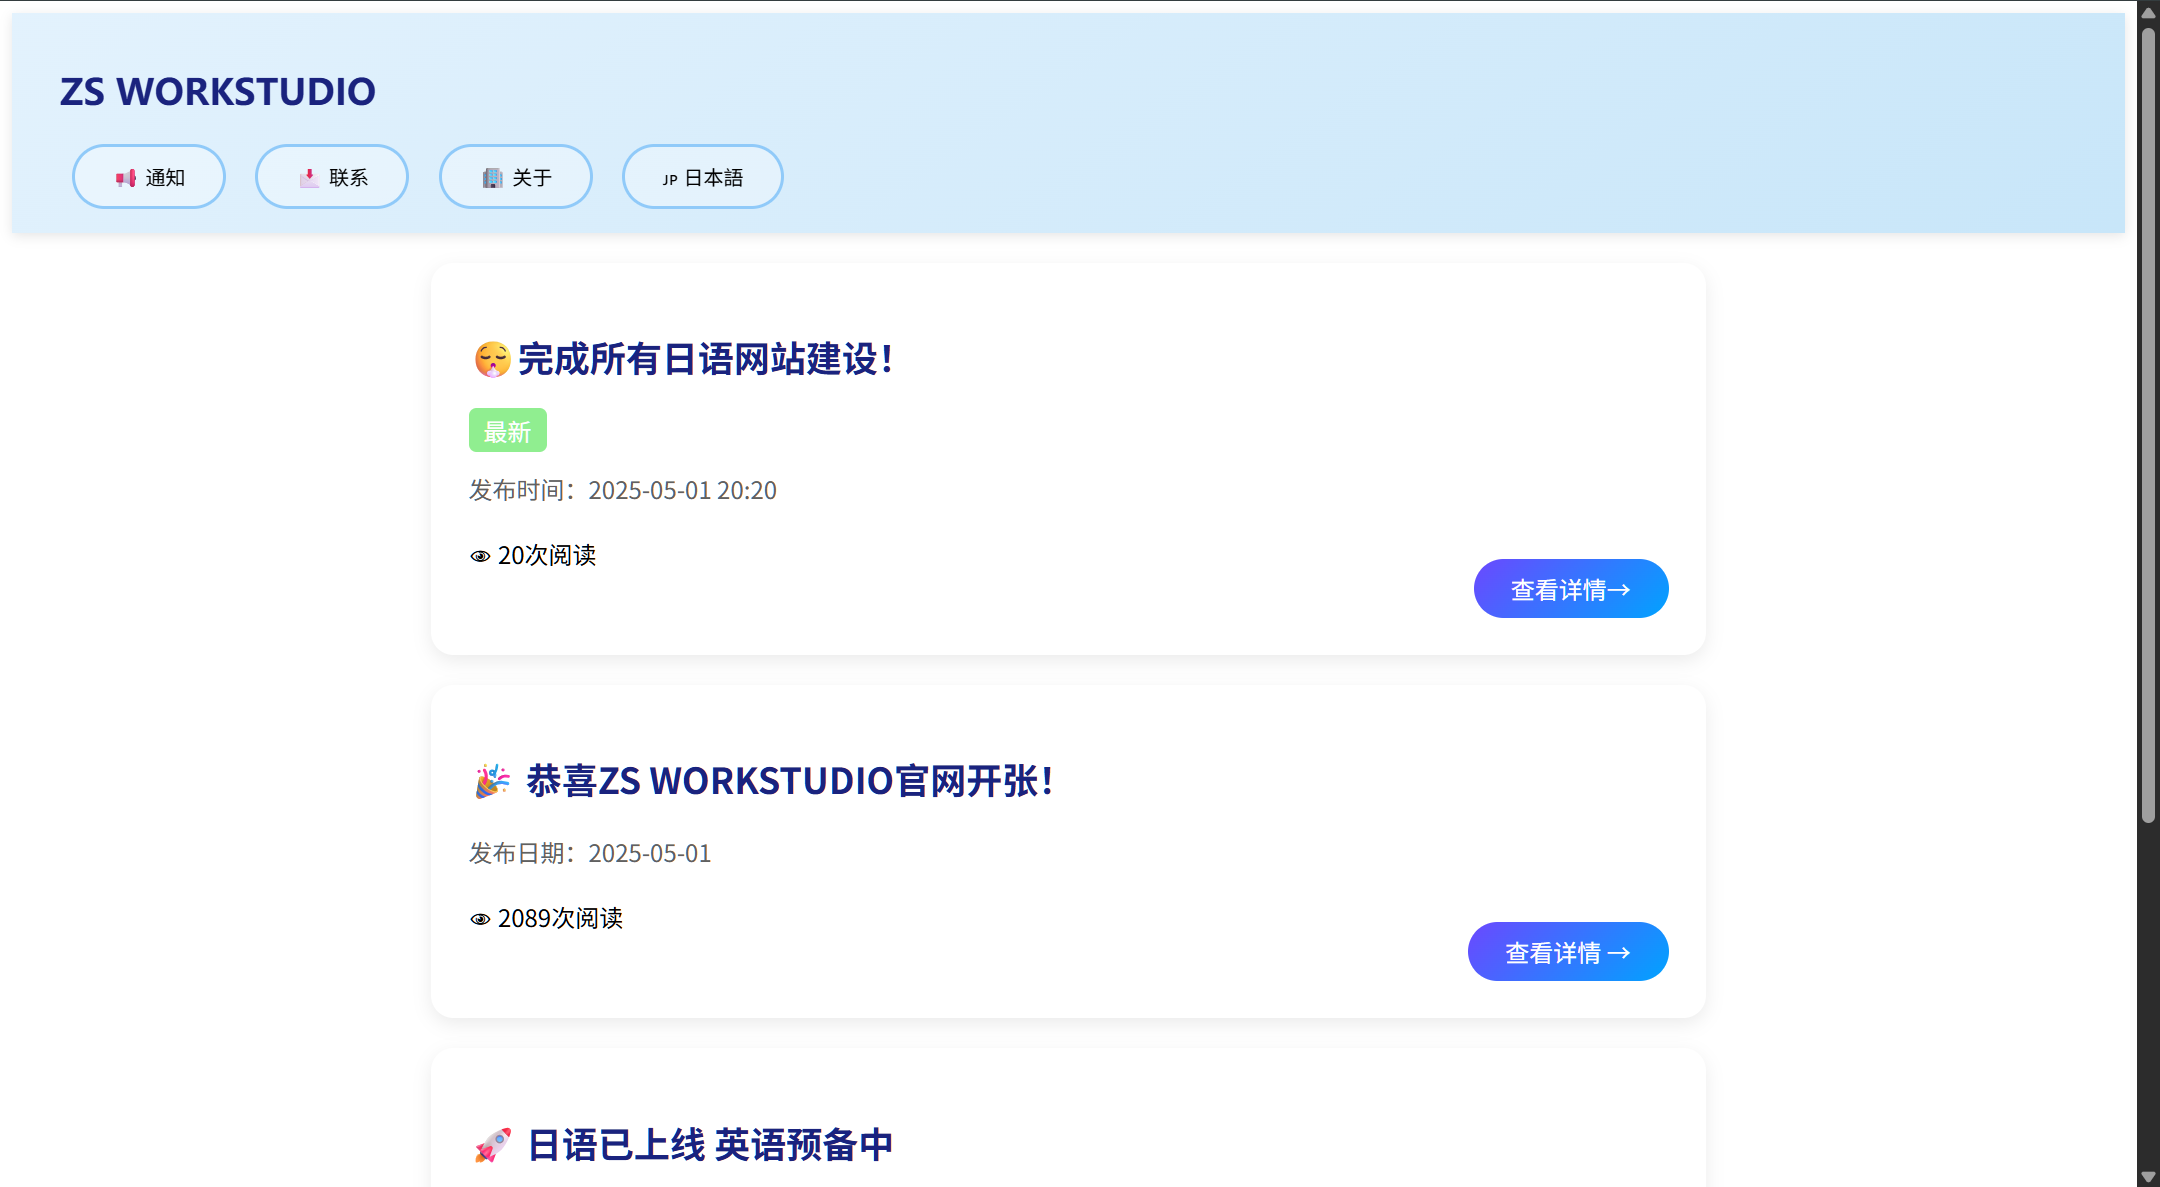 ZS WORKSTUDIO
📢 通知
📩 联系
🏢 关于
JP 日本語
😮‍💨完成所有日语网站建设！
最新
发布时间：2025-05-01 20:20
👁 20次阅读
查看详情→
🎉 恭喜ZS WORKSTUDIO官网开张！
发布日期：2025-05-01
👁 2089次阅读
查看详情 →
🚀 日语已上线 英语预备中